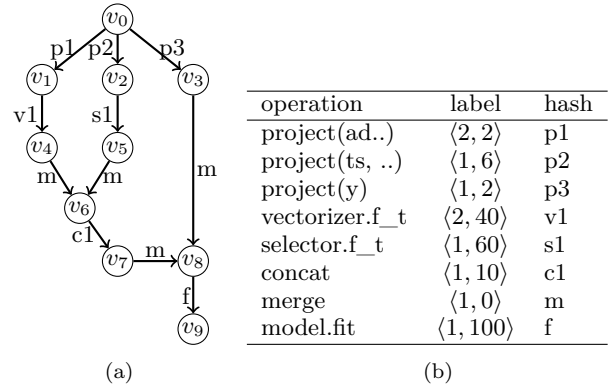 v0
p1 p2 p3
v1 v2 v3
v1 s1
v4 v5
m m m
v6
c1
v7 m v8
f
v9
(a)
operation label hash
project(ad..) ⟨2, 2⟩ p1
project(ts, ..) ⟨1, 6⟩ p2
project(y) ⟨1, 2⟩ p3
vectorizer.f_t ⟨2, 40⟩ v1
selector.f_t ⟨1, 60⟩ s1
concat ⟨1, 10⟩ c1
merge ⟨1, 0⟩ m
model.fit ⟨1, 100⟩ f
(b)